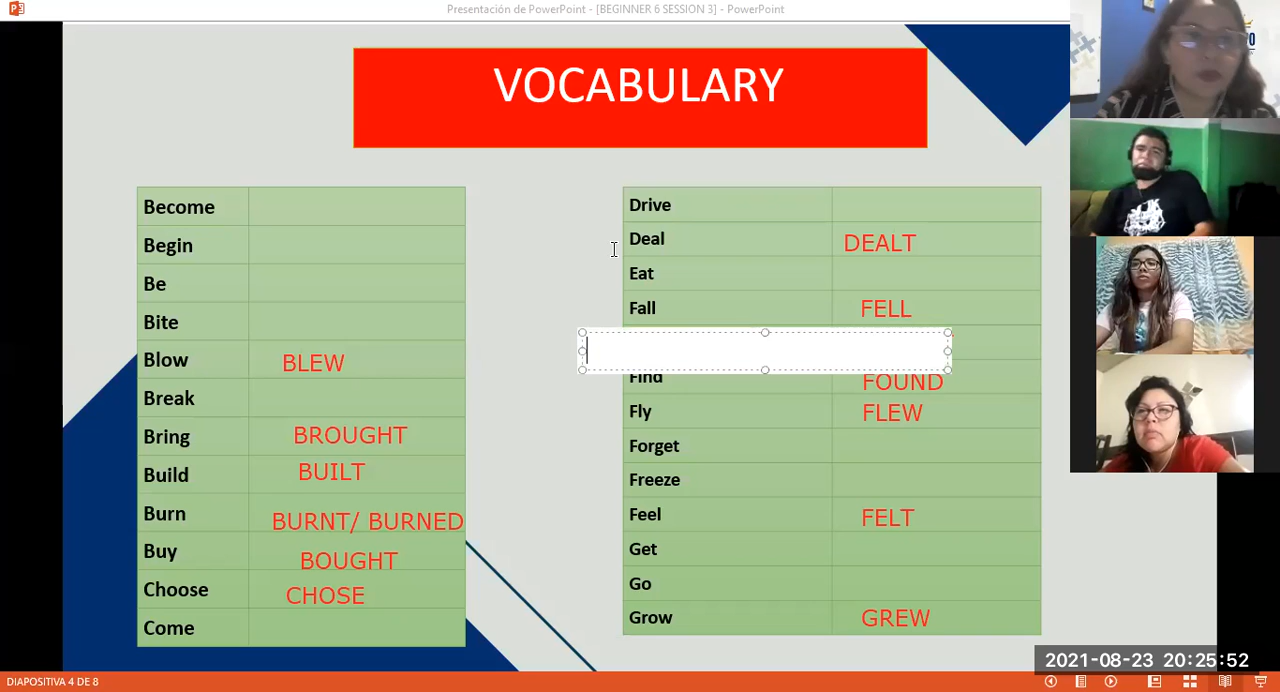 Presentación de PowerPoint - [BEGINNER 6 SESSION 3] - PowerPoint
VOCABULARY
Become
Begin
Be
Bite
Blow BLEW
Break
Bring BROUGHT
Build BUILT
Burn BURNT/ BURNED
Buy BOUGHT
Choose CHOSE
Come
Drive
Deal DEALT
Eat
Fall FELL
Find FOUND
Fly FLEW
Forget
Freeze
Feel FELT
Get
Go
Grow GREW
2021-08-23 20:25:52
DIAPOSITIVA 4 DE 8